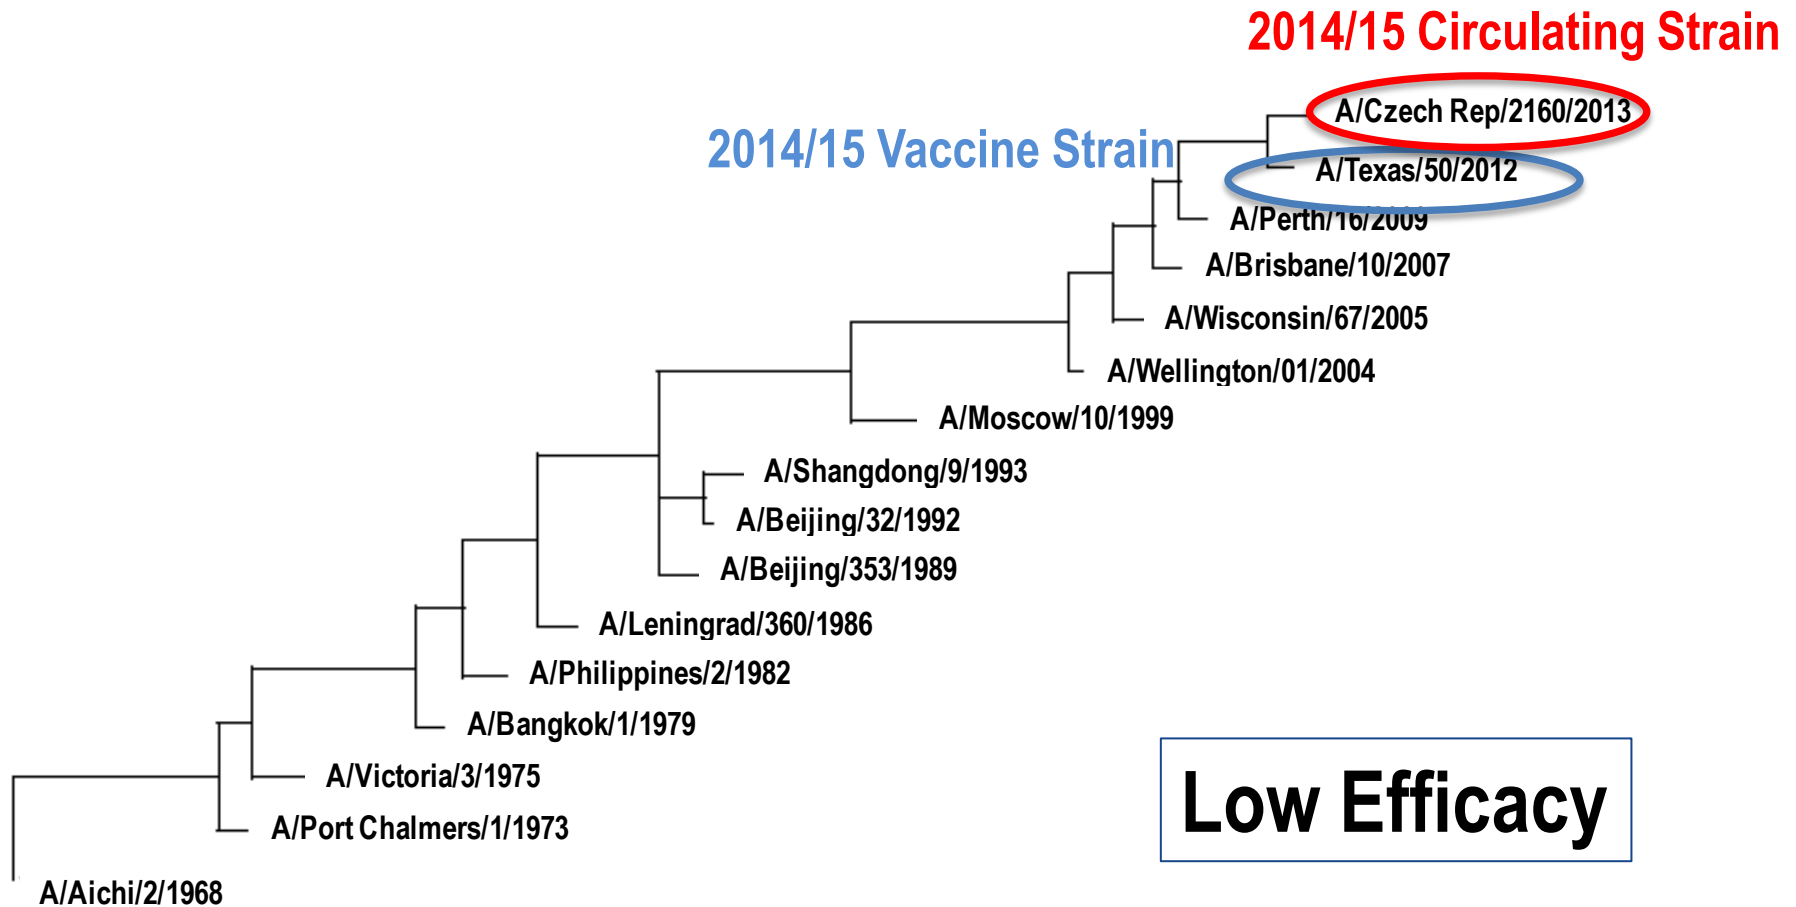 2014/15 Circulating Strain
A/Czech Rep/2160/2013
2014/15 Vaccine Strain
A/Texas/50/2012
A/Perth/16/2009
A/Brisbane/10/2007
A/Wisconsin/67/2005
A/Wellington/01/2004
A/Moscow/10/1999
A/Shangdong/9/1993
A/Beijing/32/1992
A/Beijing/353/1989
A/Leningrad/360/1986
A/Philippines/2/1982
A/Bangkok/1/1979
A/Victoria/3/1975
A/Port Chalmers/1/1973
A/Aichi/2/1968
Low Efficacy